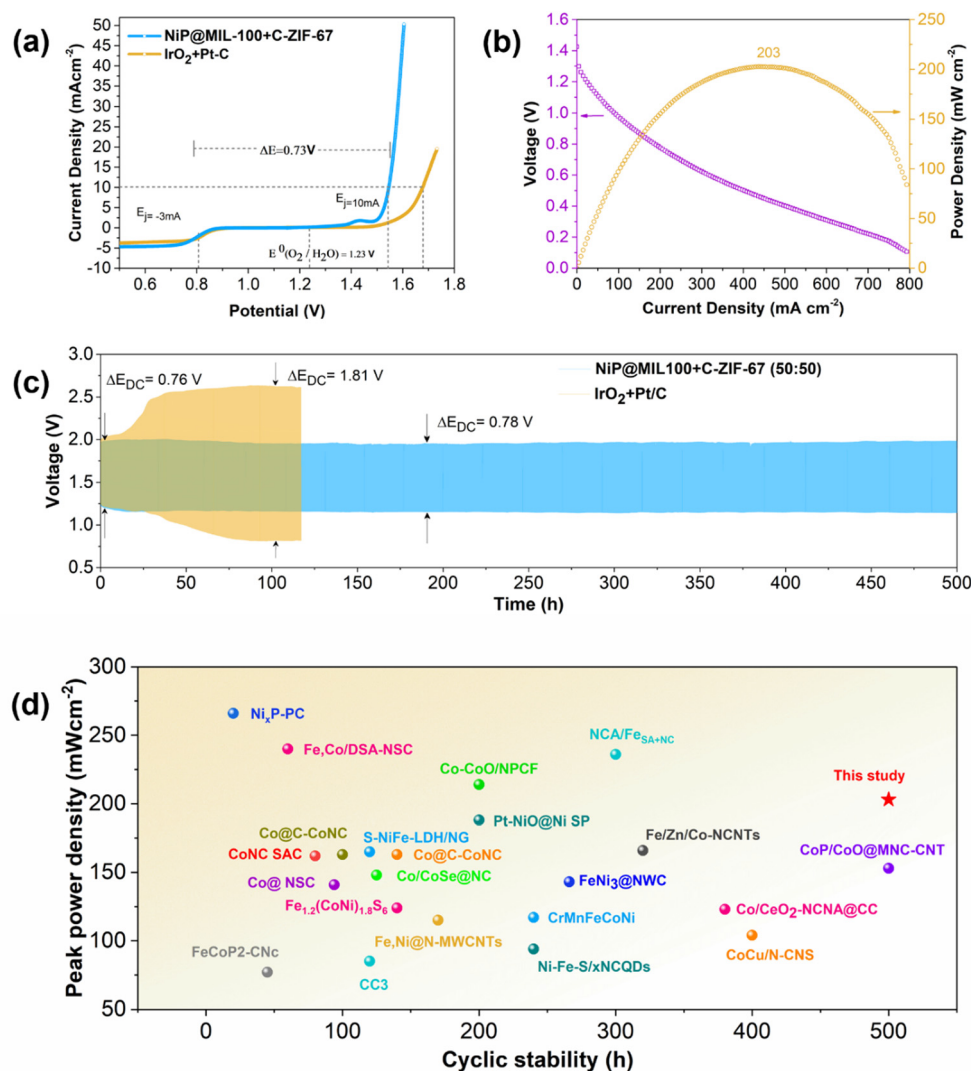 (a)
50
45
40
35
30
25
20
15
10
5
0
-5
-10
Current Density (mAcm-2)
NiP@MIL-100+C-ZIF-67
IrO2+Pt-C
ΔE=0.73V
Ej= -3mA
Ej=10mA
E0(O2 / H2O) = 1.23 V
0.6 0.8 1.0 1.2 1.4 1.6 1.8
Potential (V)
(b)
1.6
1.4
1.2
1.0
0.8
0.6
0.4
0.2
0.0
Voltage (V)
203
250
200
150
100
50
0
Power Density (mW cm-2)
0 100 200 300 400 500 600 700 800
Current Density (mA cm-2)
(c)
3.0
2.5
2.0
1.5
1.0
0.5
Voltage (V)
ΔEDC= 0.76 V
ΔEDC= 1.81 V
ΔEDC= 0.78 V
NiP@MIL100+C-ZIF-67 (50:50)
IrO2+Pt/C
0 50 100 150 200 250 300 350 400 450 500
Time (h)
(d)
300
250
200
150
100
50
Peak power density (mWcm-2)
NixP-PC
Fe,Co/DSA-NSC
NCA/FeSA+NC
Co-CoO/NPCF
This study
Pt-NiO@Ni SP
Co@C-CoNC
S-NiFe-LDH/NG
Fe/Zn/Co-NCNTs
CoNC SAC
Co@C-CoNC
CoP/CoO@MNC-CNT
Co/CoSe@NC
FeNi3@NWC
Co@ NSC
Fe1.2(CoNi)1.8S6
CrMnFeCoNi
Co/CeO2-NCNA@CC
Fe,Ni@N-MWCNTs
CoCu/N-CNS
FeCoP2-CNc
Ni-Fe-S/xNCQDs
CC3
0 100 200 300 400 500
Cyclic stability (h)